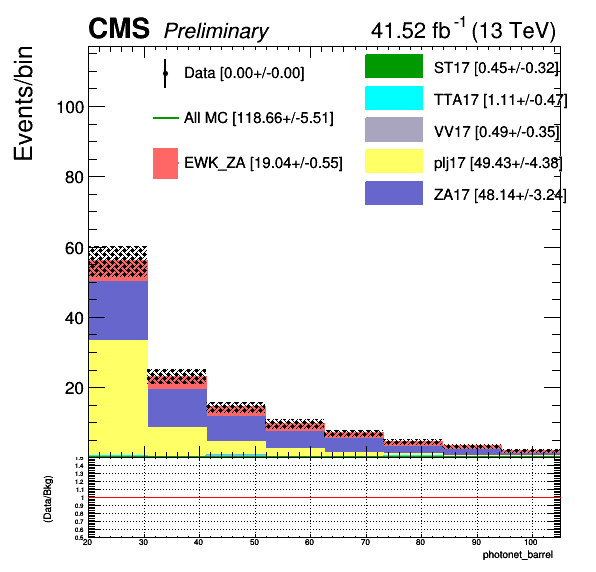 CMS Preliminary 41.52 fb⁻¹ (13 TeV)
Events/bin
Data [0.00+/-0.00]
All MC [118.66+/-5.51]
EWK_ZA [19.04+/-0.55]
ST17 [0.45+/-0.32]
TTA17 [1.11+/-0.47]
VV17 [0.49+/-0.35]
plj17 [49.43+/-4.38]
ZA17 [48.14+/-3.24]
100
80
60
40
20
(Data/Bkg)
1.5
1.4
1.3
1.2
1.1
1
0.9
0.8
0.7
0.6
0.5
20 30 40 50 60 70 80 90 100
photonet_barrel